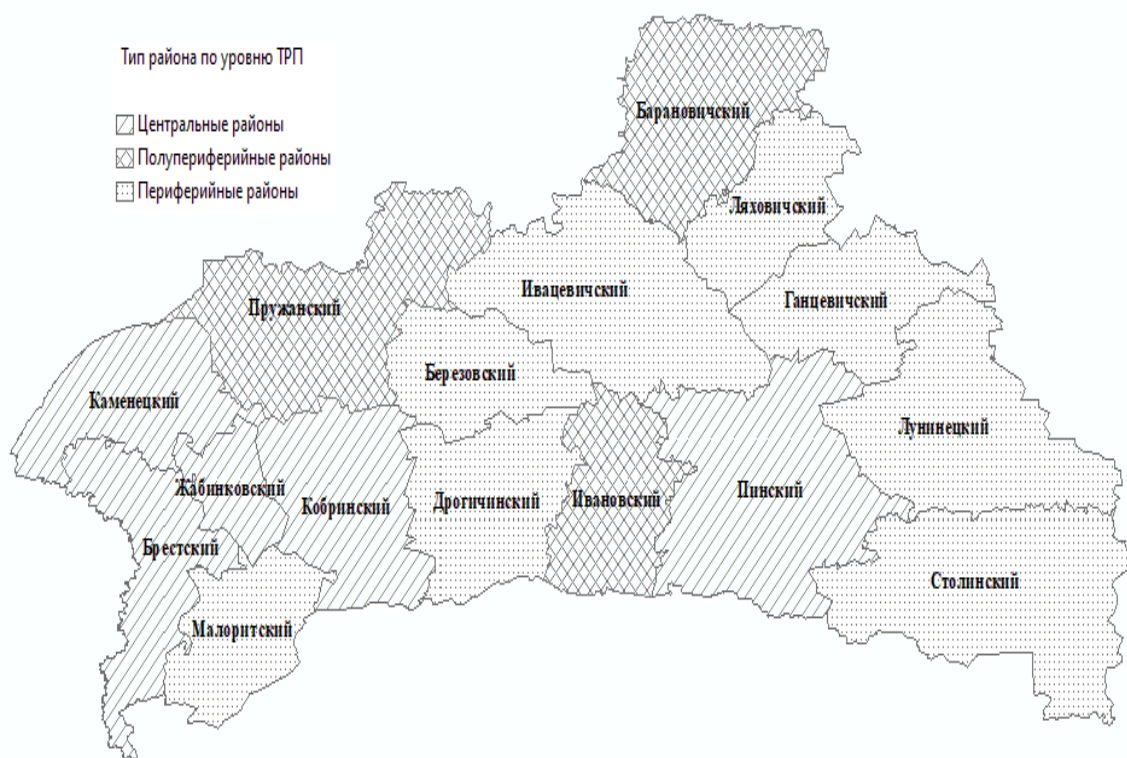 Тип района по уровню ТРП
Центральные районы
Полупериферийные районы
Периферийные районы
Барановичский
Ляховичский
Ивацевичский
Ганцевичский
Пружанский
Березовский
Каменецкий
Лунинецкий
Жабинковский
Кобринский
Дрогичинский
Ивановский
Пинский
Брестский
Столинский
Малоритский